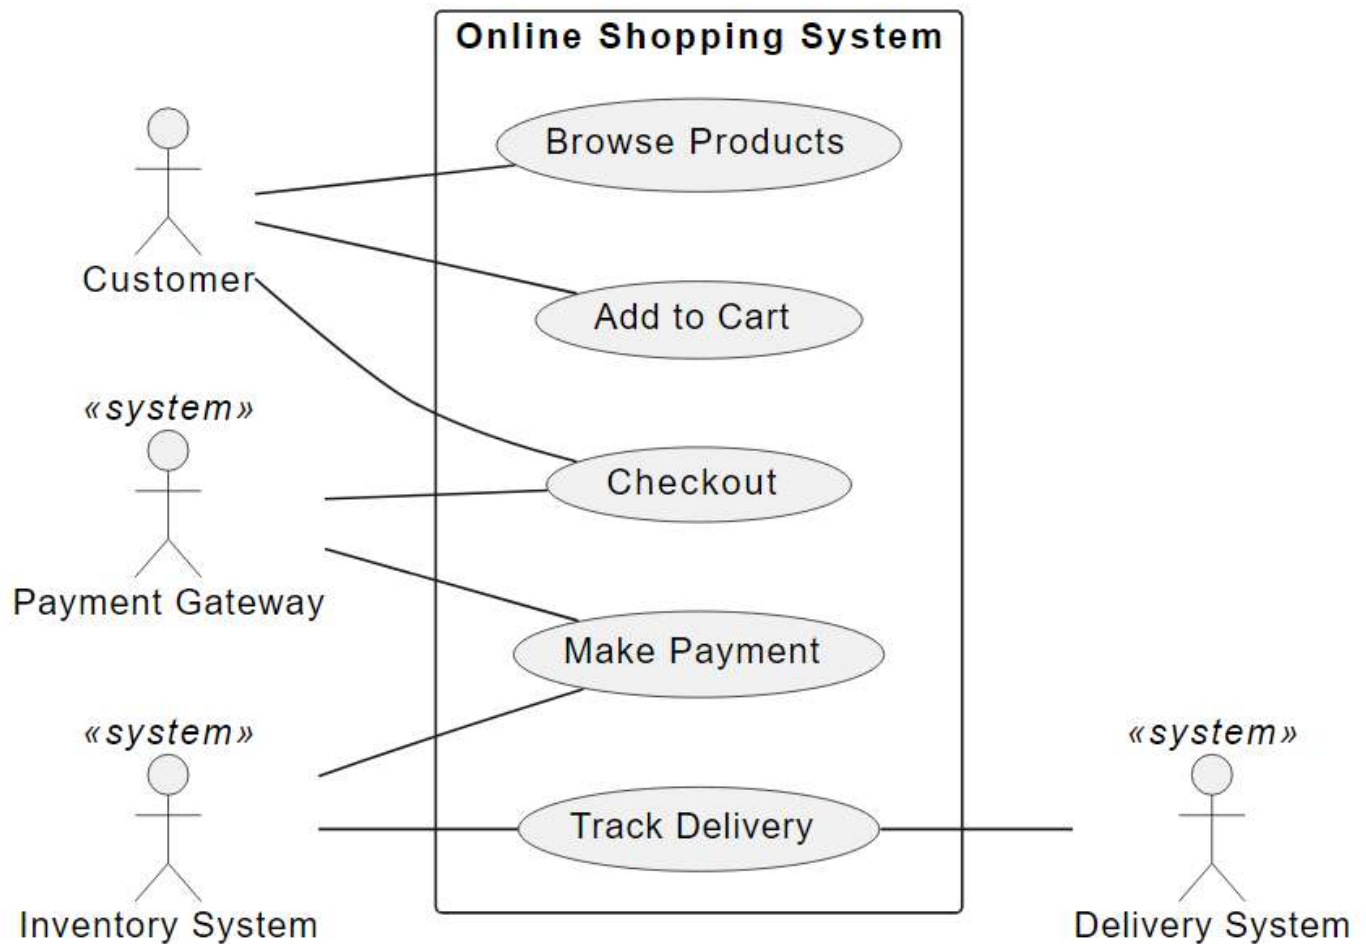 Online Shopping System
Browse Products
Customer
Add to Cart
«system»
Checkout
Payment Gateway
Make Payment
«system»
«system»
Track Delivery
Inventory System
Delivery System